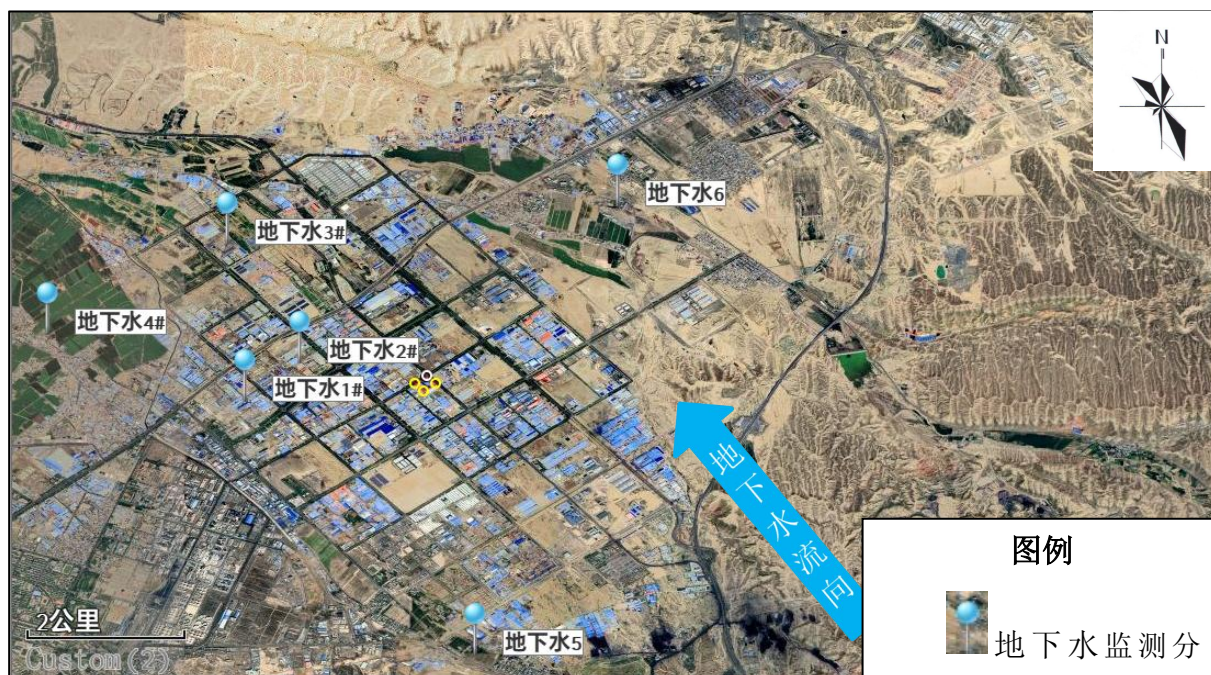 N
地下水6
地下水3#
地下水4#
地下水2#
地下水1#
地下水流向
地下水5
2公里
Custom(2)
图例
地下水监测分